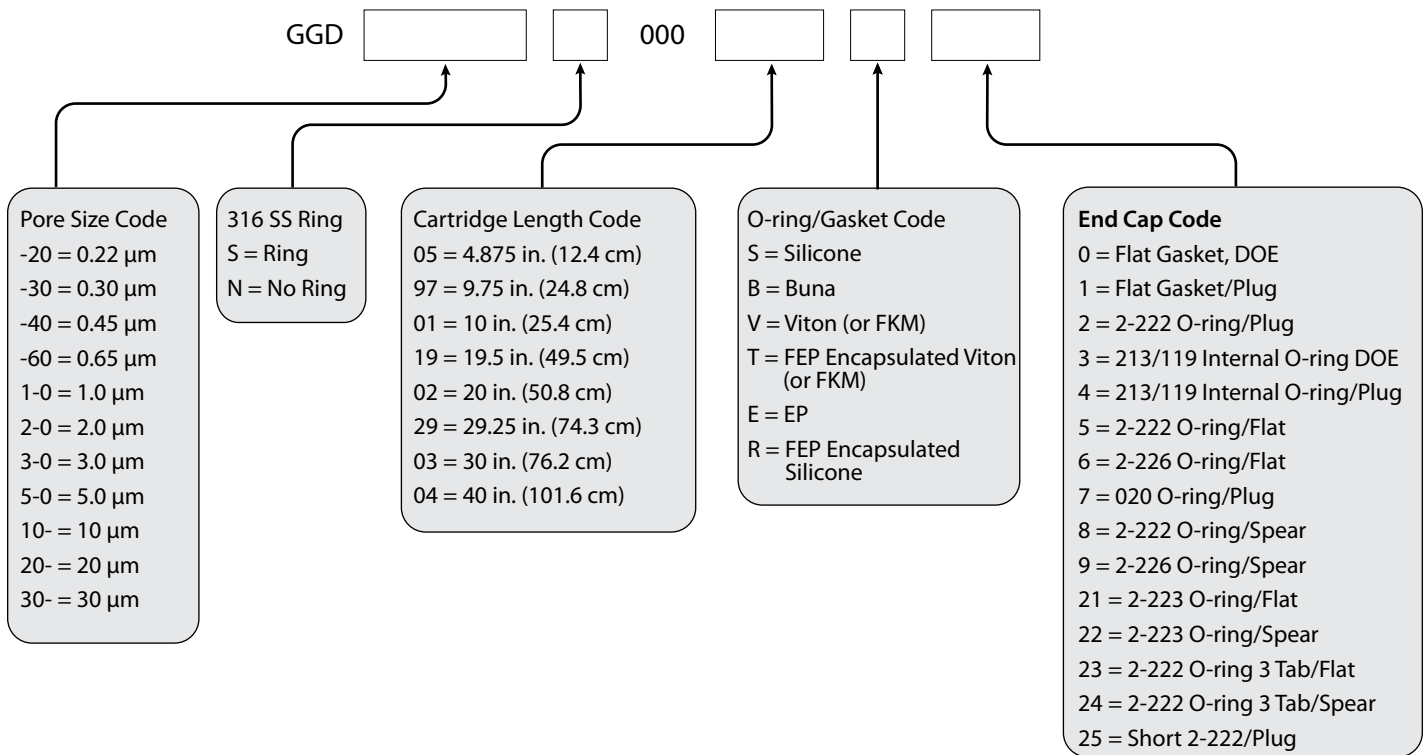 GGD 000
Pore Size Code
-20 = 0.22 µm
-30 = 0.30 µm
-40 = 0.45 µm
-60 = 0.65 µm
1-0 = 1.0 µm
2-0 = 2.0 µm
3-0 = 3.0 µm
5-0 = 5.0 µm
10- = 10 µm
20- = 20 µm
30- = 30 µm
316 SS Ring
S = Ring
N = No Ring
Cartridge Length Code
05 = 4.875 in. (12.4 cm)
97 = 9.75 in. (24.8 cm)
01 = 10 in. (25.4 cm)
19 = 19.5 in. (49.5 cm)
02 = 20 in. (50.8 cm)
29 = 29.25 in. (74.3 cm)
03 = 30 in. (76.2 cm)
04 = 40 in. (101.6 cm)
O-ring/Gasket Code
S = Silicone
B = Buna
V = Viton (or FKM)
T = FEP Encapsulated Viton
(or FKM)
E = EP
R = FEP Encapsulated
Silicone
End Cap Code
0 = Flat Gasket, DOE
1 = Flat Gasket/Plug
2 = 2-222 O-ring/Plug
3 = 213/119 Internal O-ring DOE
4 = 213/119 Internal O-ring/Plug
5 = 2-222 O-ring/Flat
6 = 2-226 O-ring/Flat
7 = 020 O-ring/Plug
8 = 2-222 O-ring/Spear
9 = 2-226 O-ring/Spear
21 = 2-223 O-ring/Flat
22 = 2-223 O-ring/Spear
23 = 2-222 O-ring 3 Tab/Flat
24 = 2-222 O-ring 3 Tab/Spear
25 = Short 2-222/Plug